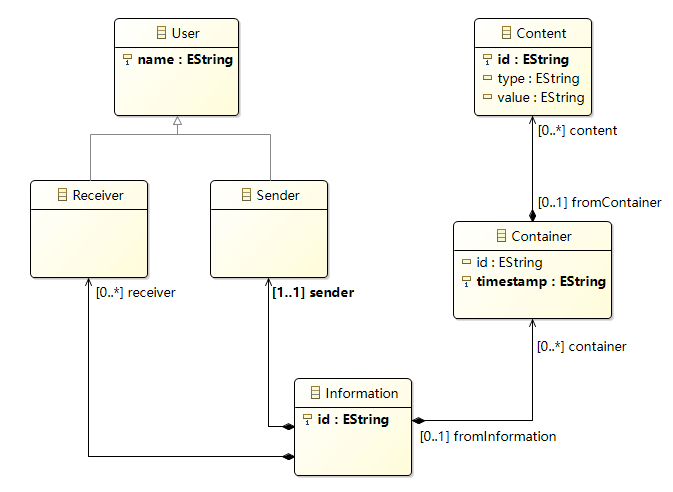 User
name : EString
Content
id : EString
type : EString
value : EString
[0..*] content
[0..1] fromContainer
Receiver
Sender
Container
id : EString
timestamp : EString
[0..*] receiver
[1..1] sender
[0..*] container
Information
id : EString
[0..1] fromInformation